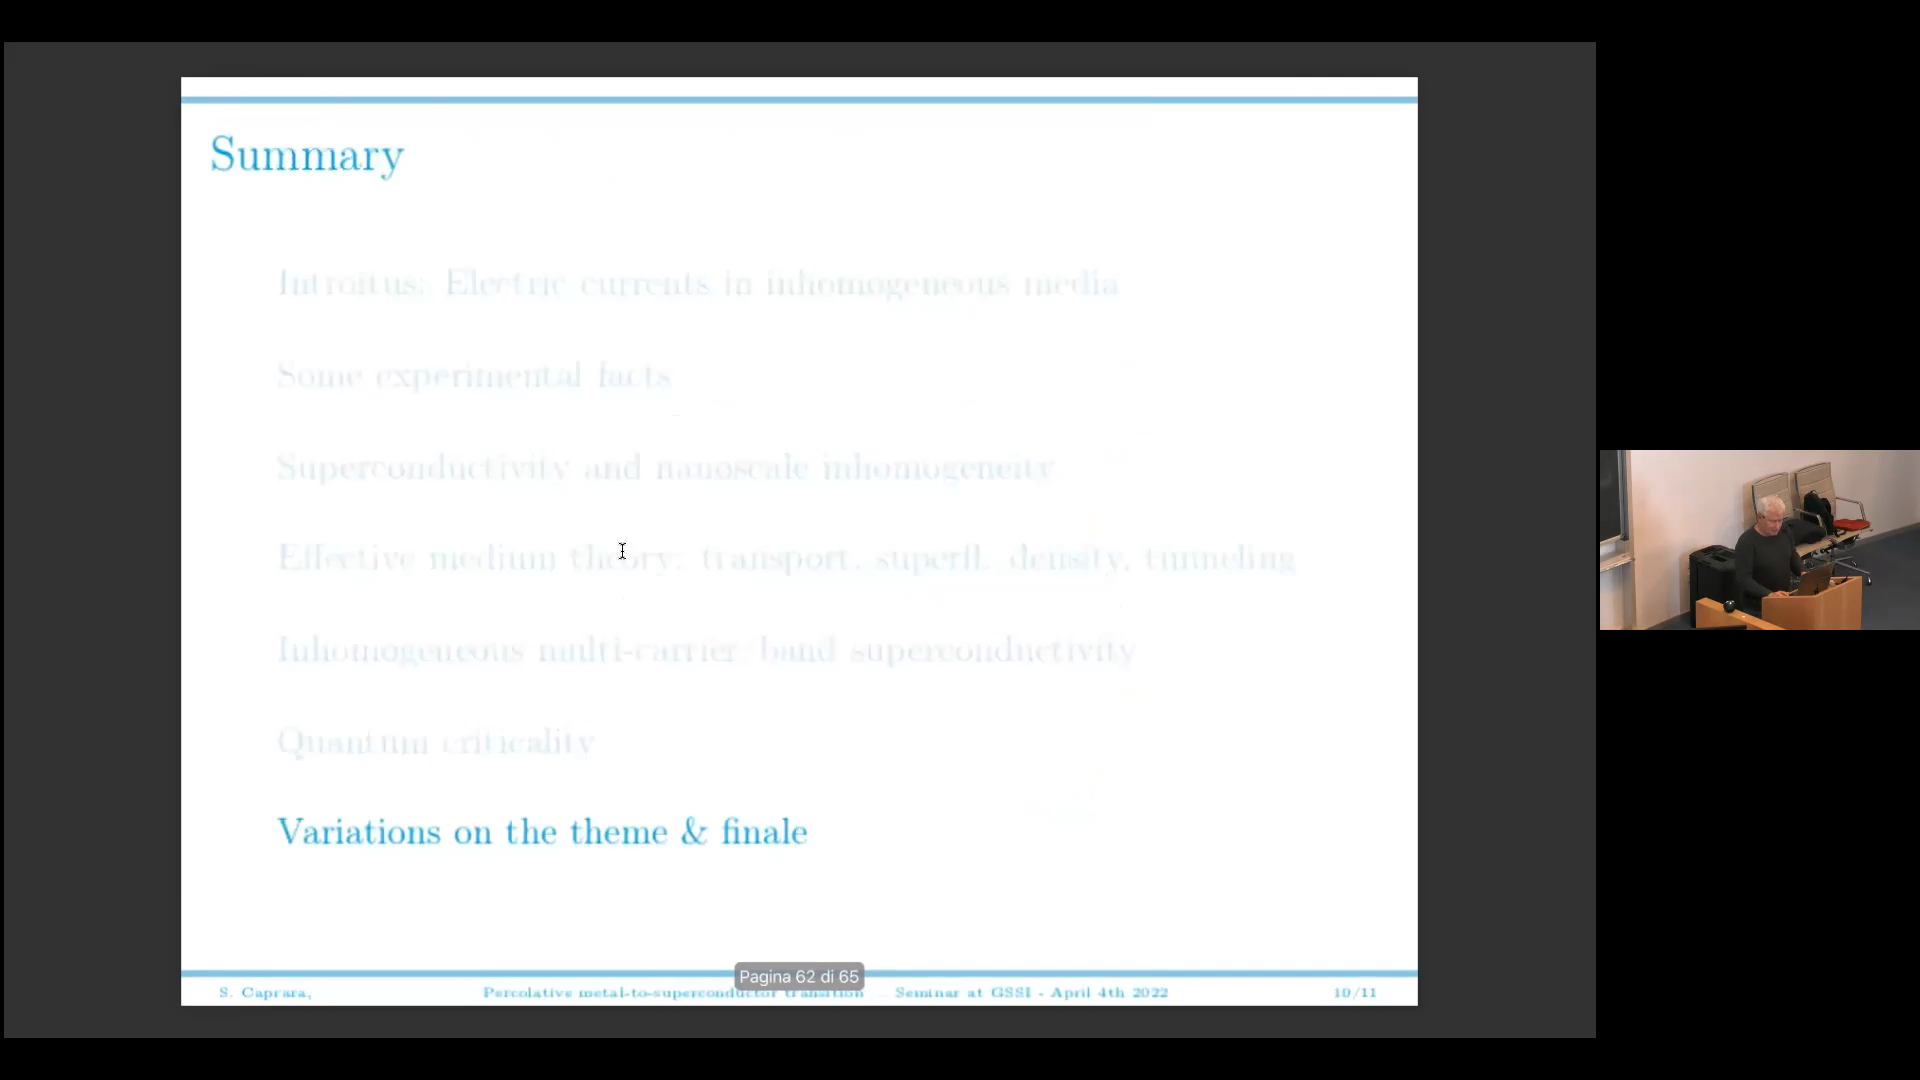 Summary
Introitus: Electric currents in inhomogeneous media
Some experimental facts
Superconductivity and nanoscale inhomogeneity
Effective medium theory: transport, superfl. density, tunneling
Inhomogeneous multi-carrier/band superconductivity
Quantum criticality
Variations on the theme & finale
Pagina 62 di 65
S. Caprara, Percolative metal-to-superconductor transition ... Seminar at GSSI - April 4th 2022 10/11